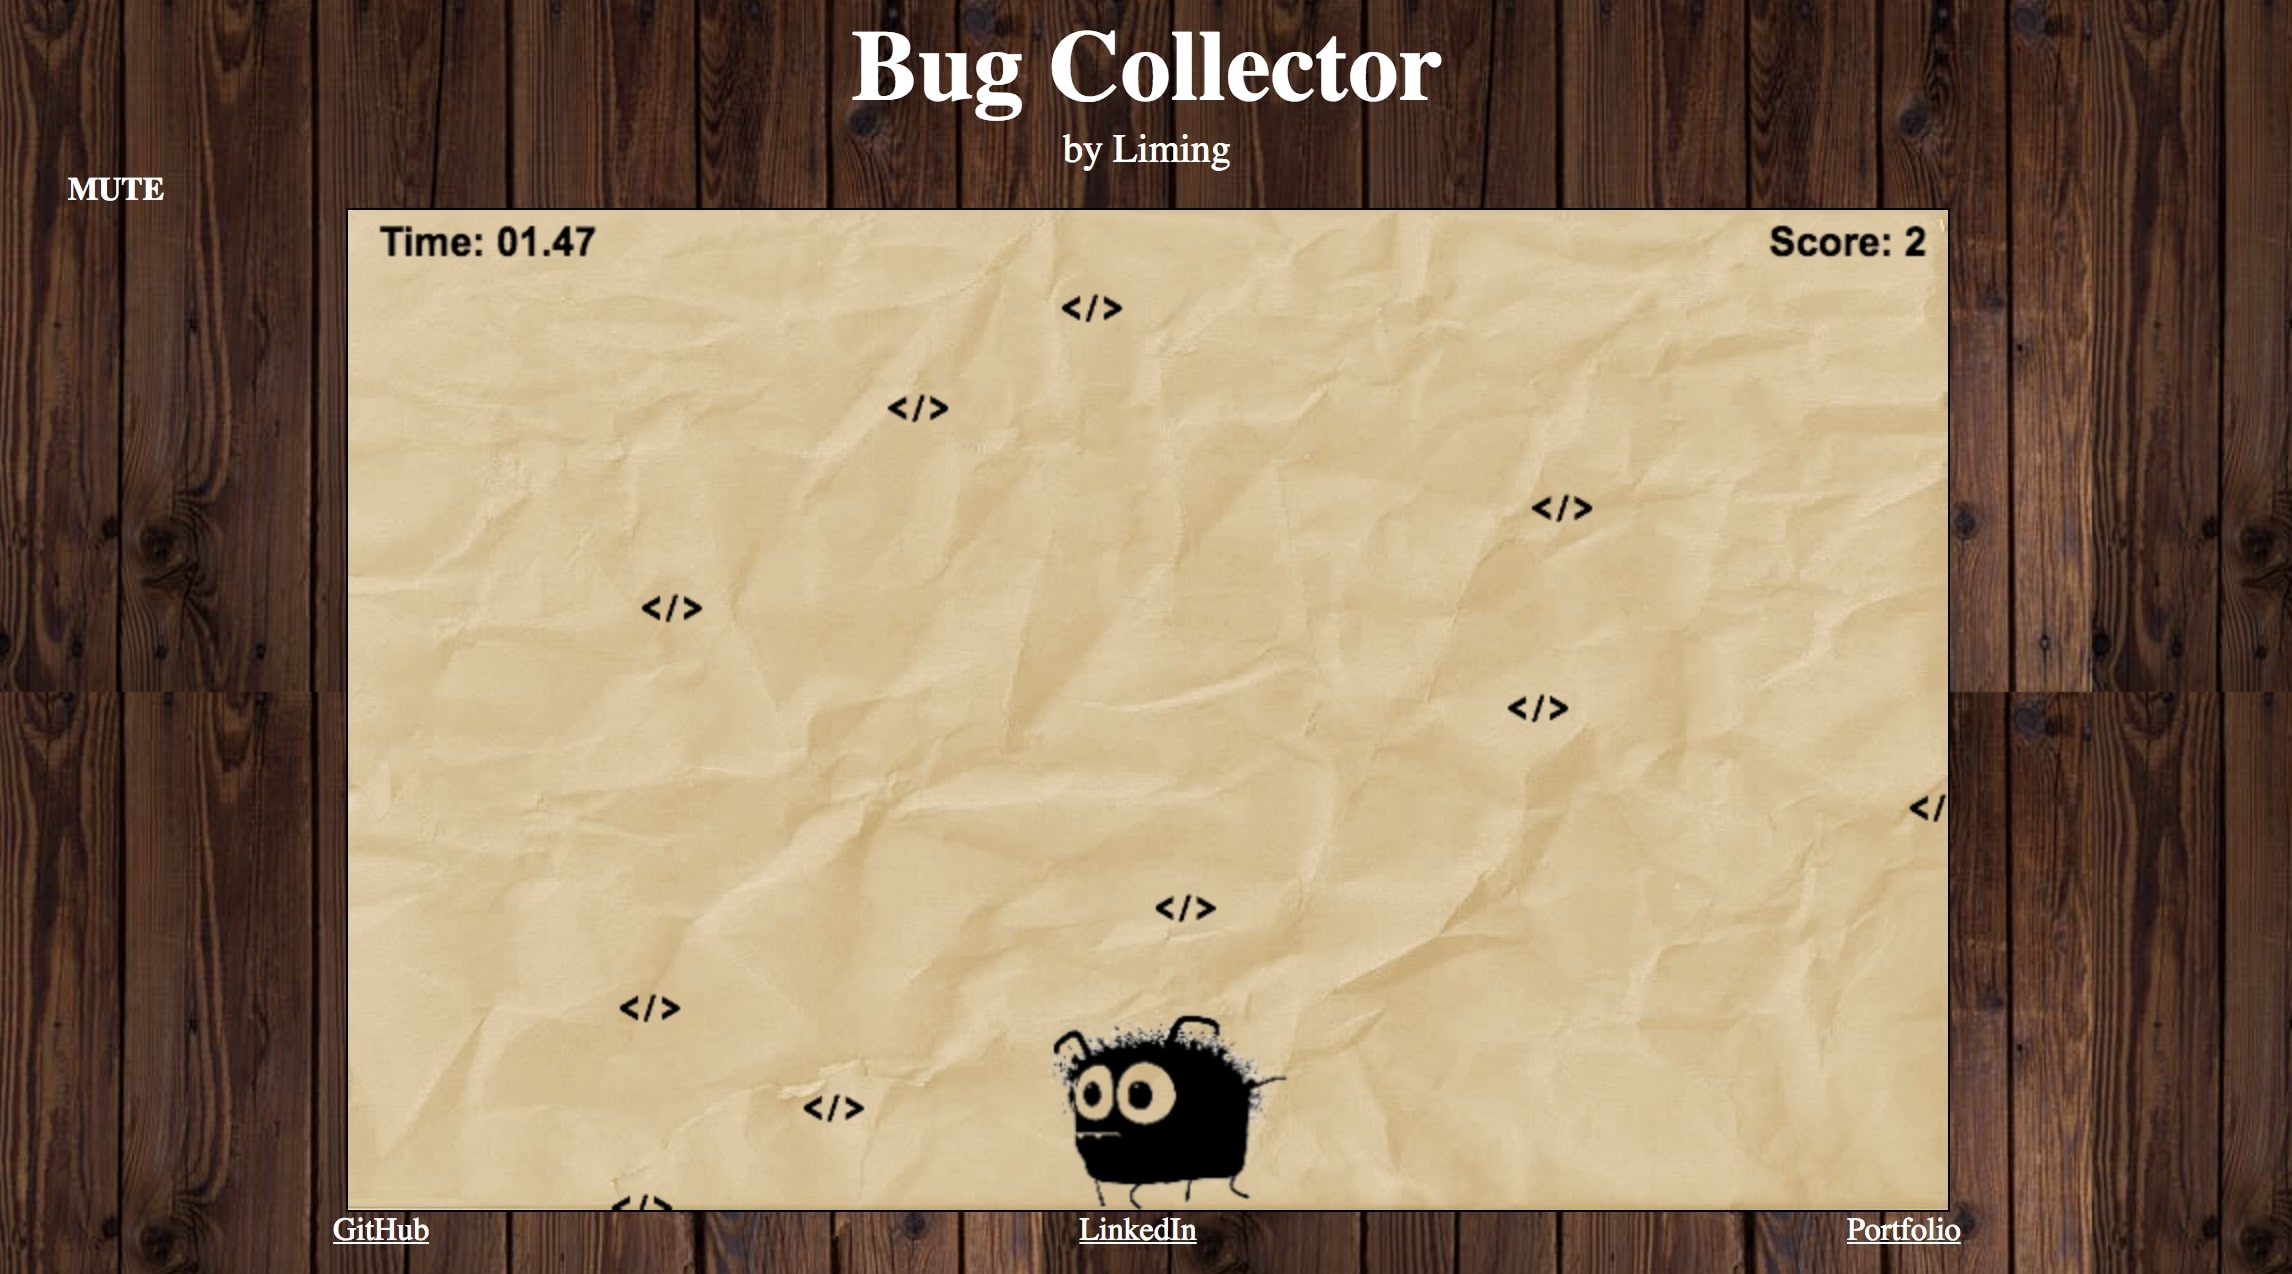 Bug Collector
by Liming
MUTE
Time: 01.47
Score: 2
</>
</>
</>
</>
</>
</
</>
</>
</>
</>
GitHub
LinkedIn
Portfolio